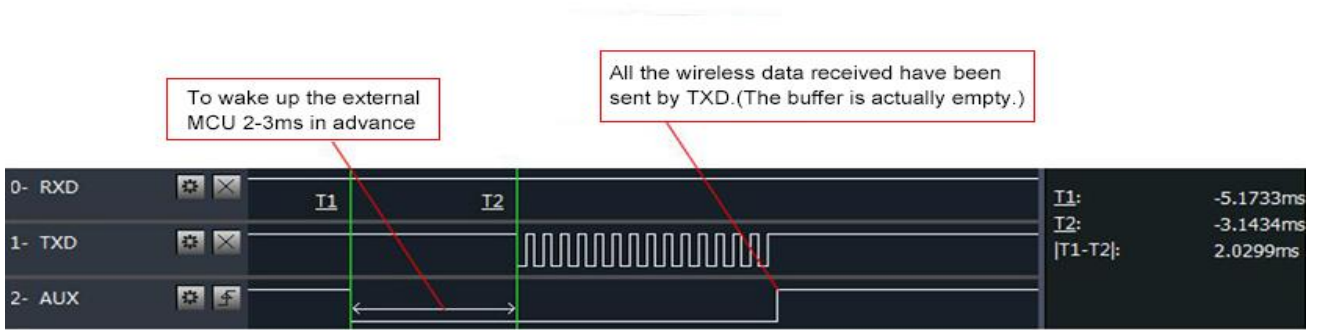 All the wireless data received have been
sent by TXD.(The buffer is actually empty.)
To wake up the external
MCU 2-3ms in advance
0- RXD
T1
T2
T1: -5.1733ms
T2: -3.1434ms
|T1-T2|: 2.0299ms
1- TXD
2- AUX